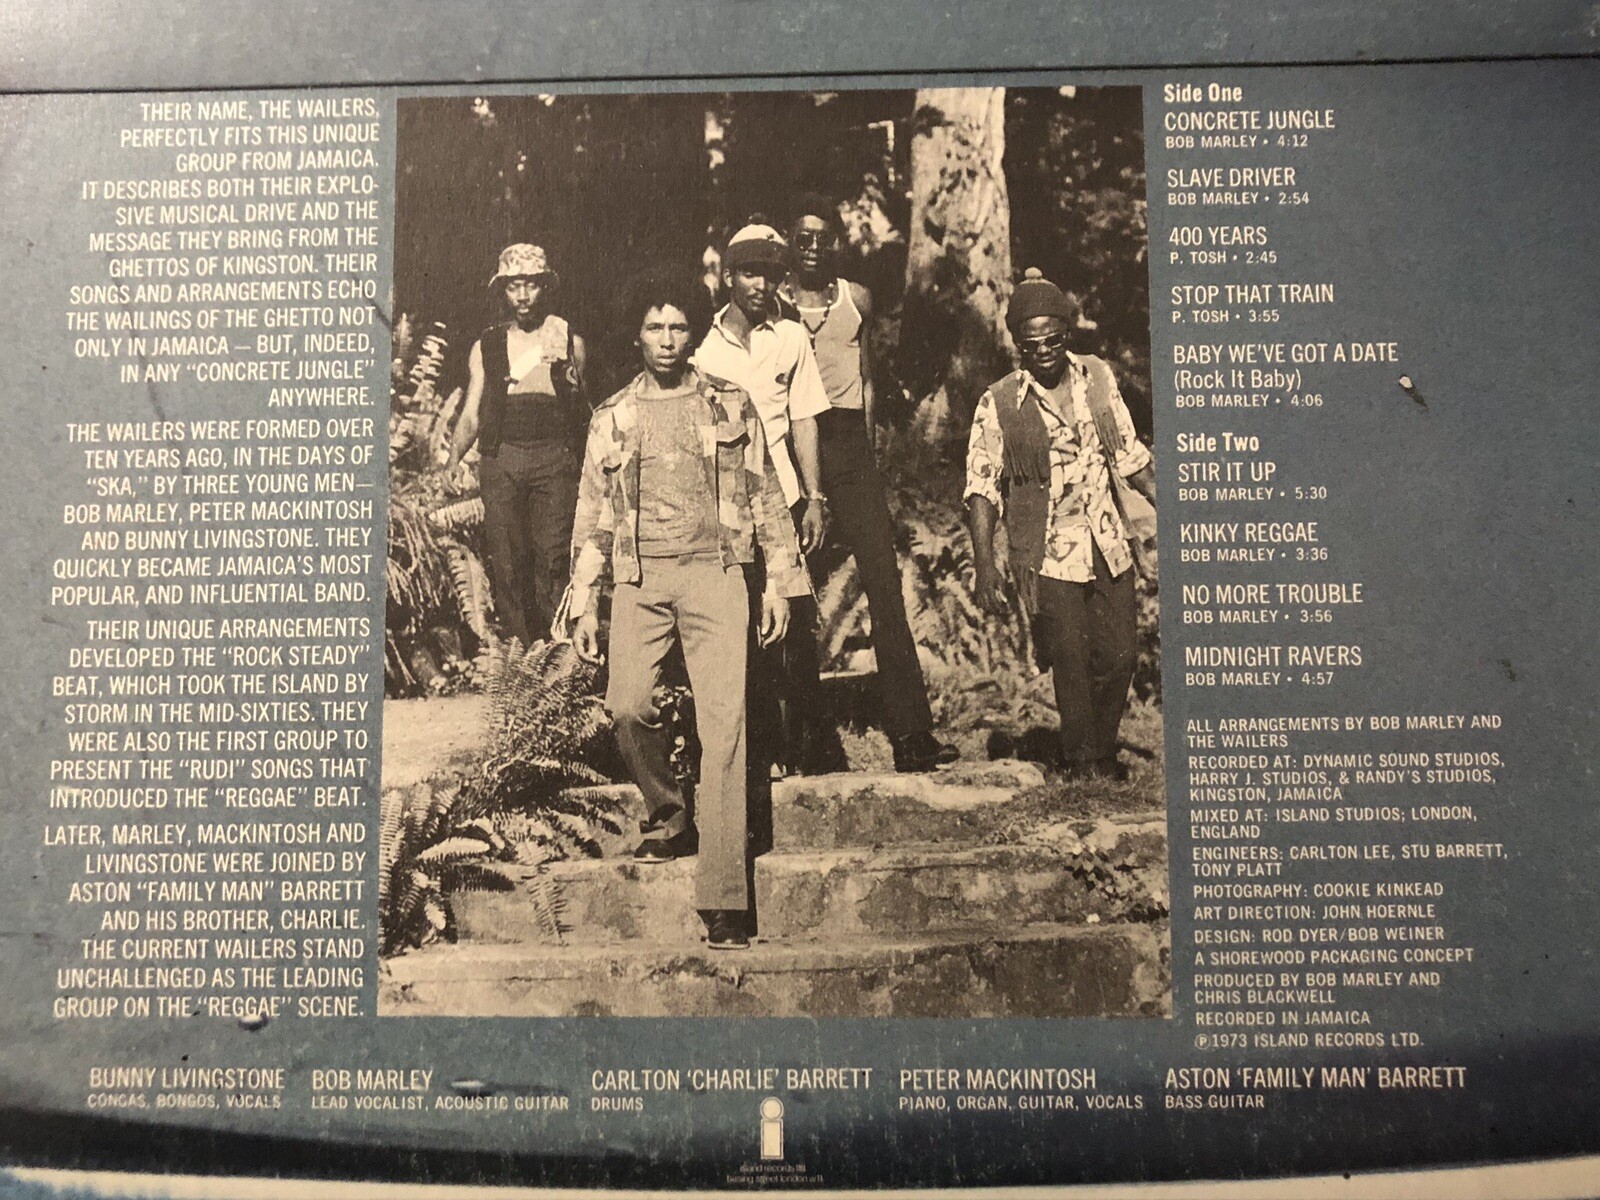 THEIR NAME, THE WAILERS,
PERFECTLY FITS THIS UNIQUE
GROUP FROM JAMAICA.
IT DESCRIBES BOTH THEIR EXPLO-
SIVE MUSICAL DRIVE AND THE
MESSAGE THEY BRING FROM THE
GHETTOS OF KINGSTON. THEIR
SONGS AND ARRANGEMENTS ECHO
THE WAILINGS OF THE GHETTO NOT
ONLY IN JAMAICA — BUT, INDEED,
IN ANY “CONCRETE JUNGLE”
ANYWHERE.
THE WAILERS WERE FORMED OVER
TEN YEARS AGO, IN THE DAYS OF
“SKA,” BY THREE YOUNG MEN—
BOB MARLEY, PETER MACKINTOSH
AND BUNNY LIVINGSTONE. THEY
QUICKLY BECAME JAMAICA’S MOST
POPULAR, AND INFLUENTIAL BAND.
THEIR UNIQUE ARRANGEMENTS
DEVELOPED THE “ROCK STEADY”
BEAT, WHICH TOOK THE ISLAND BY
STORM IN THE MID-SIXTIES. THEY
WERE ALSO THE FIRST GROUP TO
PRESENT THE “RUDI” SONGS THAT
INTRODUCED THE “REGGAE” BEAT.
LATER, MARLEY, MACKINTOSH AND
LIVINGSTONE WERE JOINED BY
ASTON “FAMILY MAN” BARRETT
AND HIS BROTHER, CHARLIE.
THE CURRENT WAILERS STAND
UNCHALLENGED AS THE LEADING
GROUP ON THE “REGGAE” SCENE.
Side One
CONCRETE JUNGLE
BOB MARLEY • 4:12
SLAVE DRIVER
BOB MARLEY • 2:54
400 YEARS
P. TOSH • 2:45
STOP THAT TRAIN
P. TOSH • 3:55
BABY WE’VE GOT A DATE
(Rock It Baby)
BOB MARLEY • 4:06
Side Two
STIR IT UP
BOB MARLEY • 5:30
KINKY REGGAE
BOB MARLEY • 3:36
NO MORE TROUBLE
BOB MARLEY • 3:56
MIDNIGHT RAVERS
BOB MARLEY • 4:57
ALL ARRANGEMENTS BY BOB MARLEY AND
THE WAILERS
RECORDED AT: DYNAMIC SOUND STUDIOS,
HARRY J. STUDIOS, & RANDY’S STUDIOS,
KINGSTON, JAMAICA
MIXED AT: ISLAND STUDIOS; LONDON,
ENGLAND
ENGINEERS: CARLTON LEE, STU BARRETT,
TONY PLATT
PHOTOGRAPHY: COOKIE KINKEAD
ART DIRECTION: JOHN HOERNLE
DESIGN: ROD DYER/BOB WEINER
A SHOREWOOD PACKAGING CONCEPT
PRODUCED BY BOB MARLEY AND
CHRIS BLACKWELL
RECORDED IN JAMAICA
℗1973 ISLAND RECORDS LTD.
BUNNY LIVINGSTONE
CONGAS, BONGOS, VOCALS
BOB MARLEY
LEAD VOCALIST, ACOUSTIC GUITAR
CARLTON ‘CHARLIE’ BARRETT
DRUMS
PETER MACKINTOSH
PIANO, ORGAN, GUITAR, VOCALS
ASTON ‘FAMILY MAN’ BARRETT
BASS GUITAR
i
island records ltd
basing street london w11